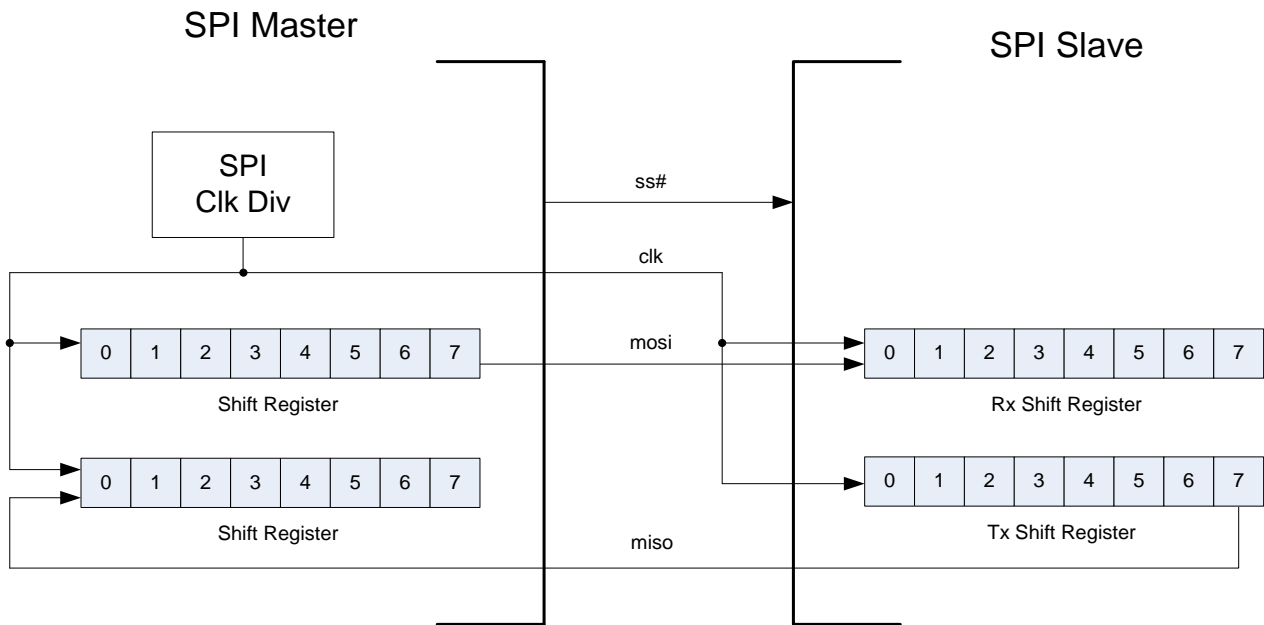 SPI Master
SPI Slave
SPI
Clk Div
ss#
clk
mosi
0 1 2 3 4 5 6 7
Shift Register
0 1 2 3 4 5 6 7
Rx Shift Register
0 1 2 3 4 5 6 7
Shift Register
0 1 2 3 4 5 6 7
Tx Shift Register
miso